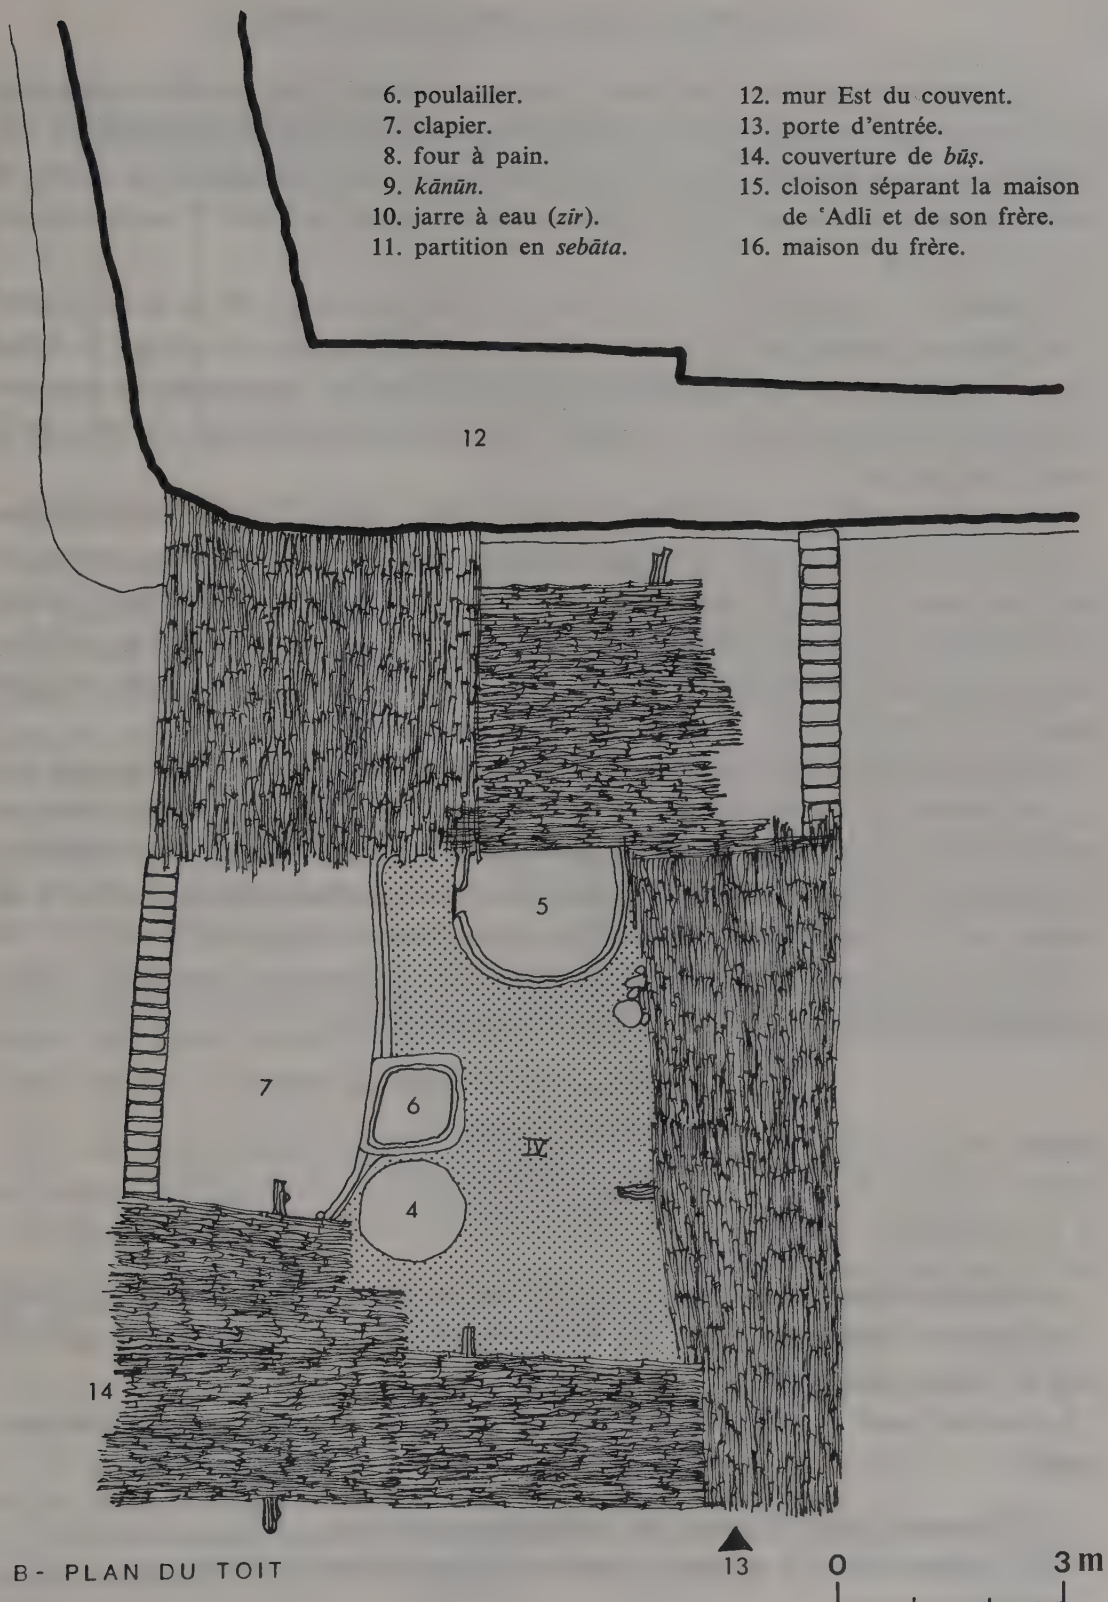 6. poulailler.
7. clapier.
8. four à pain.
9. kānūn.
10. jarre à eau (zīr).
11. partition en sebāta.
12. mur Est du couvent.
13. porte d'entrée.
14. couverture de būṣ.
15. cloison séparant la maison
de ʿAdlī et de son frère.
16. maison du frère.
12
5
7
6
IV
4
14
13
B- PLAN DU TOIT
0 3 m